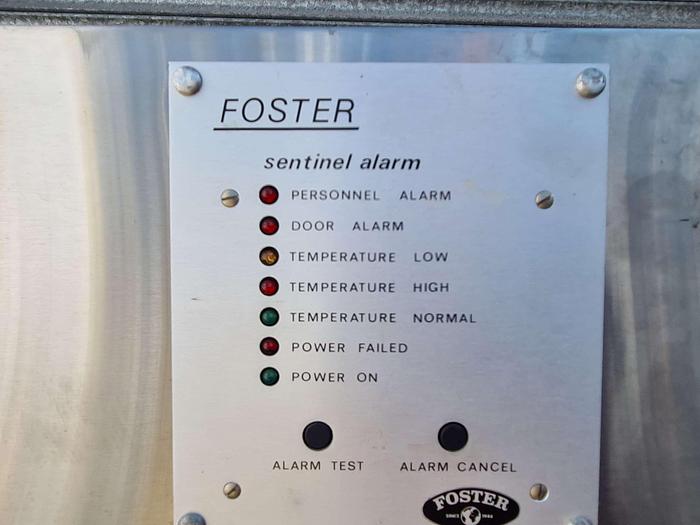 FOSTER
sentinel alarm
PERSONNEL ALARM
DOOR ALARM
TEMPERATURE LOW
TEMPERATURE HIGH
TEMPERATURE NORMAL
POWER FAILED
POWER ON
ALARM TEST ALARM CANCEL
FOSTER
SINCE